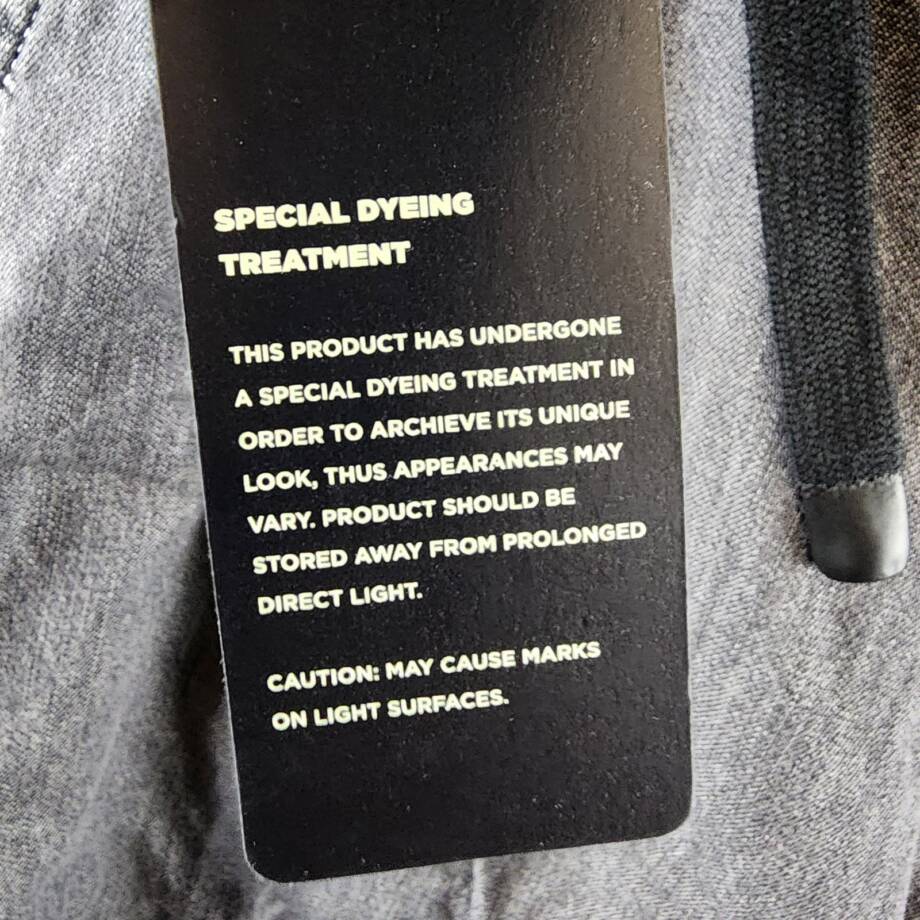 SPECIAL DYEING
TREATMENT
THIS PRODUCT HAS UNDERGONE
A SPECIAL DYEING TREATMENT IN
ORDER TO ARCHIEVE ITS UNIQUE
LOOK, THUS APPEARANCES MAY
VARY. PRODUCT SHOULD BE
STORED AWAY FROM PROLONGED
DIRECT LIGHT.
CAUTION: MAY CAUSE MARKS
ON LIGHT SURFACES.